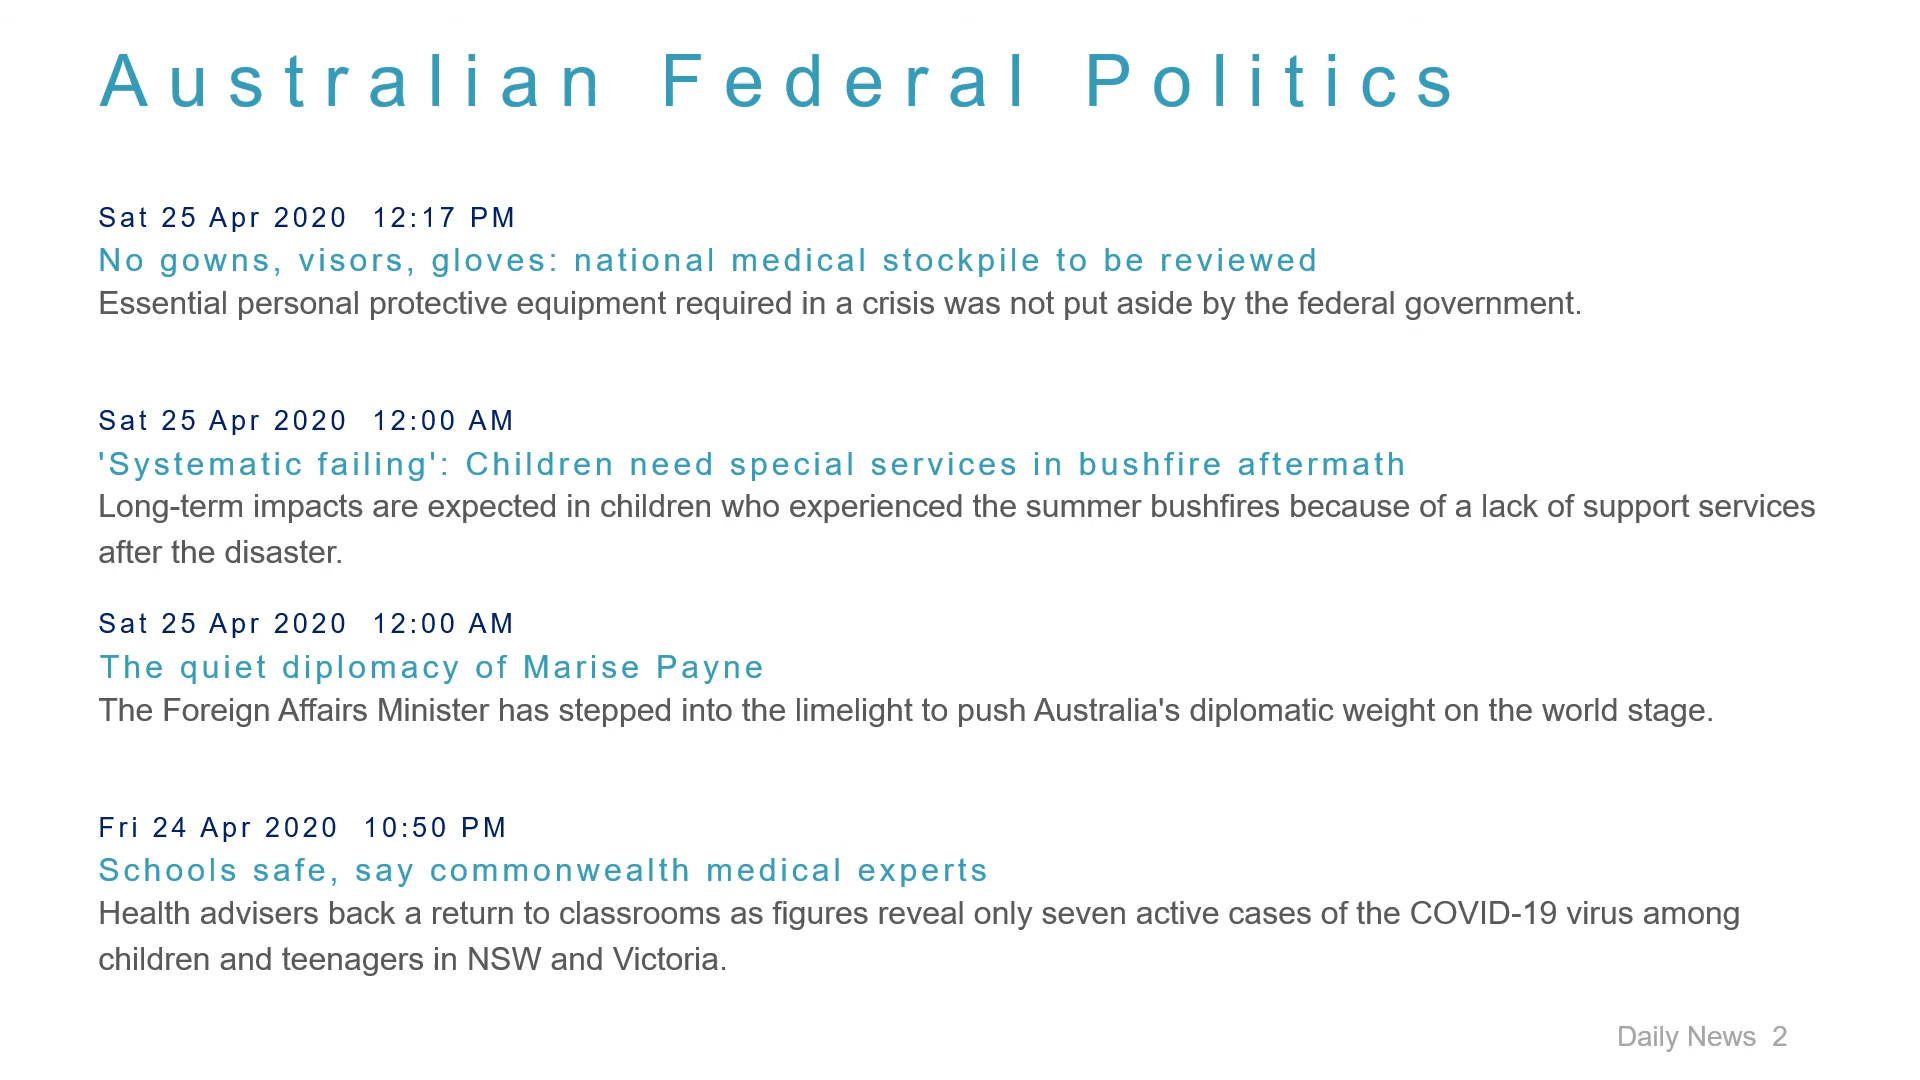 Australian Federal Politics
Sat 25 Apr 2020  12:17 PM
No gowns, visors, gloves: national medical stockpile to be reviewed
Essential personal protective equipment required in a crisis was not put aside by the federal government.
Sat 25 Apr 2020  12:00 AM
'Systematic failing': Children need special services in bushfire aftermath
Long-term impacts are expected in children who experienced the summer bushfires because of a lack of support services
after the disaster.
Sat 25 Apr 2020  12:00 AM
The quiet diplomacy of Marise Payne
The Foreign Affairs Minister has stepped into the limelight to push Australia's diplomatic weight on the world stage.
Fri 24 Apr 2020  10:50 PM
Schools safe, say commonwealth medical experts
Health advisers back a return to classrooms as figures reveal only seven active cases of the COVID-19 virus among
children and teenagers in NSW and Victoria.
Daily News  2